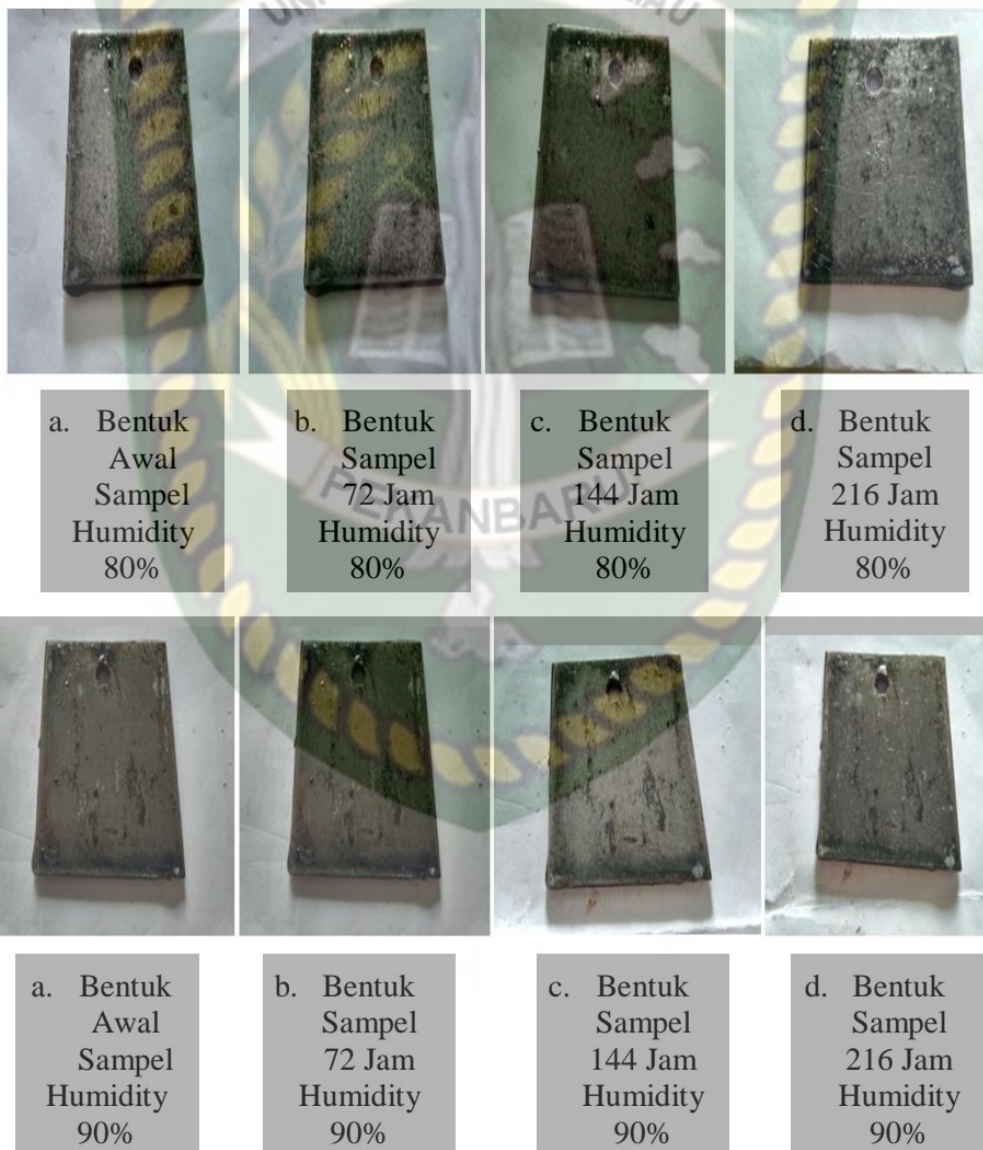 a. Bentuk
Awal
Sampel
Humidity
80%
b. Bentuk
Sampel
72 Jam
Humidity
80%
c. Bentuk
Sampel
144 Jam
Humidity
80%
d. Bentuk
Sampel
216 Jam
Humidity
80%
PEKANBARU
a. Bentuk
Awal
Sampel
Humidity
90%
b. Bentuk
Sampel
72 Jam
Humidity
90%
c. Bentuk
Sampel
144 Jam
Humidity
90%
d. Bentuk
Sampel
216 Jam
Humidity
90%